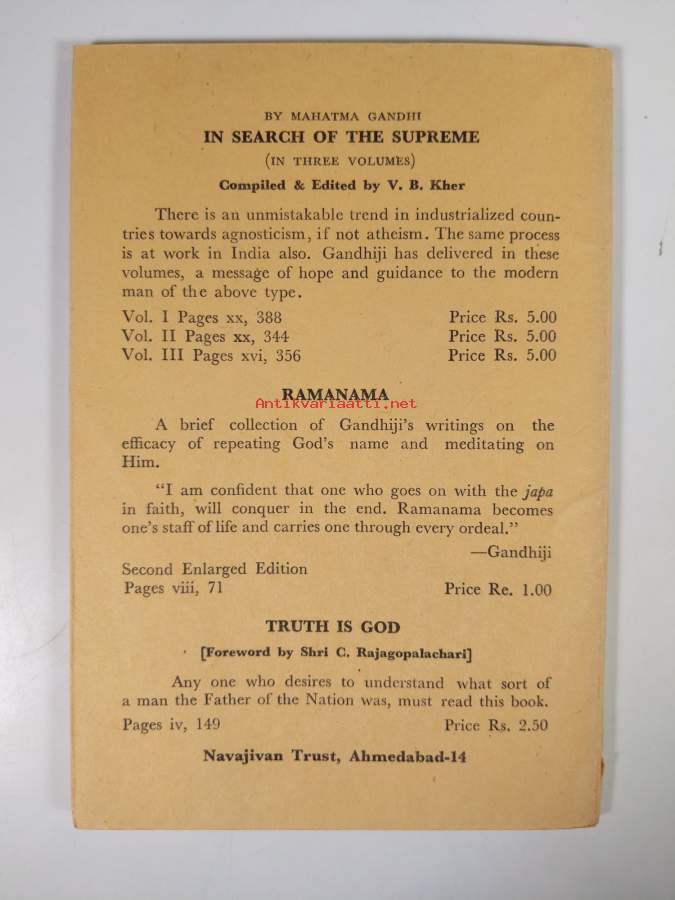 BY MAHATMA GANDHI
IN SEARCH OF THE SUPREME
(IN THREE VOLUMES)
Compiled & Edited by V. B. Kher
There is an unmistakable trend in industrialized coun-
tries towards agnosticism, if not atheism. The same process
is at work in India also. Gandhiji has delivered in these
volumes, a message of hope and guidance to the modern
man of the above type.
Vol. I Pages xx, 388 Price Rs. 5.00
Vol. II Pages xx, 344 Price Rs. 5.00
Vol. III Pages xvi, 356 Price Rs. 5.00
RAMANAMA
Antikvariaatti.net
A brief collection of Gandhiji's writings on the
efficacy of repeating God's name and meditating on
Him.
"I am confident that one who goes on with the japa
in faith, will conquer in the end. Ramanama becomes
one's staff of life and carries one through every ordeal."
—Gandhiji
Second Enlarged Edition
Pages viii, 71 Price Re. 1.00
TRUTH IS GOD
[Foreword by Shri C. Rajagopalachari]
Any one who desires to understand what sort of
a man the Father of the Nation was, must read this book.
Pages iv, 149 Price Rs. 2.50
Navajivan Trust, Ahmedabad-14